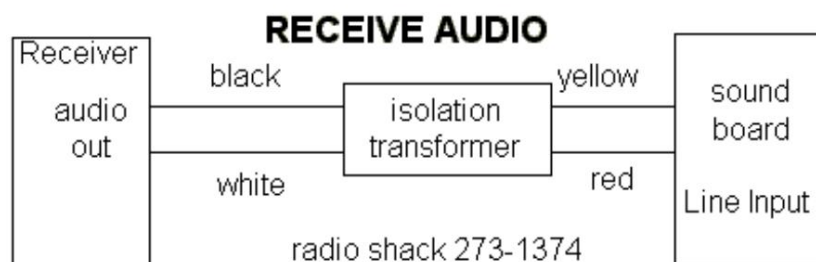 RECEIVE AUDIO
Receiver
black
yellow
audio
out
isolation
transformer
sound
board
white
red
Line Input
radio shack 273-1374